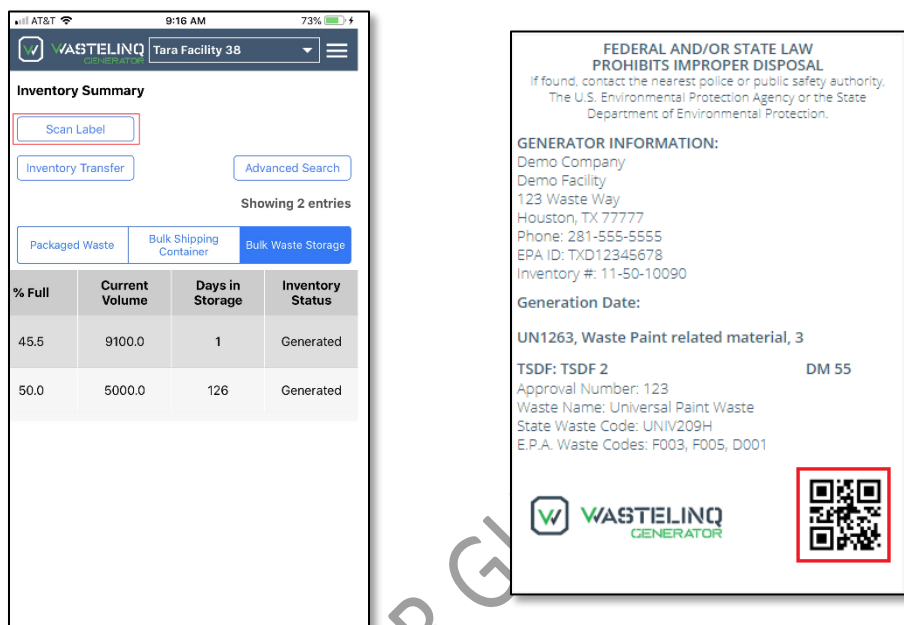 AT&T 9:16 AM 73%
WASTELINQ
GENERATOR
Tara Facility 38
Inventory Summary
Scan Label
Inventory Transfer Advanced Search
Showing 2 entries
Packaged Waste Bulk Shipping Container Bulk Waste Storage
% Full Current Volume Days in Storage Inventory Status
45.5 9100.0 1 Generated
50.0 5000.0 126 Generated
FEDERAL AND/OR STATE LAW
PROHIBITS IMPROPER DISPOSAL
If found, contact the nearest police or public safety authority,
The U.S. Environmental Protection Agency or the State
Department of Environmental Protection.
GENERATOR INFORMATION:
Demo Company
Demo Facility
123 Waste Way
Houston, TX 77777
Phone: 281-555-5555
EPA ID: TXD12345678
Inventory #: 11-50-10090
Generation Date:
UN1263, Waste Paint related material, 3
TSDF: TSDF 2 DM 55
Approval Number: 123
Waste Name: Universal Paint Waste
State Waste Code: UNIV209H
E.P.A. Waste Codes: F003, F005, D001
WASTELINQ
GENERATOR